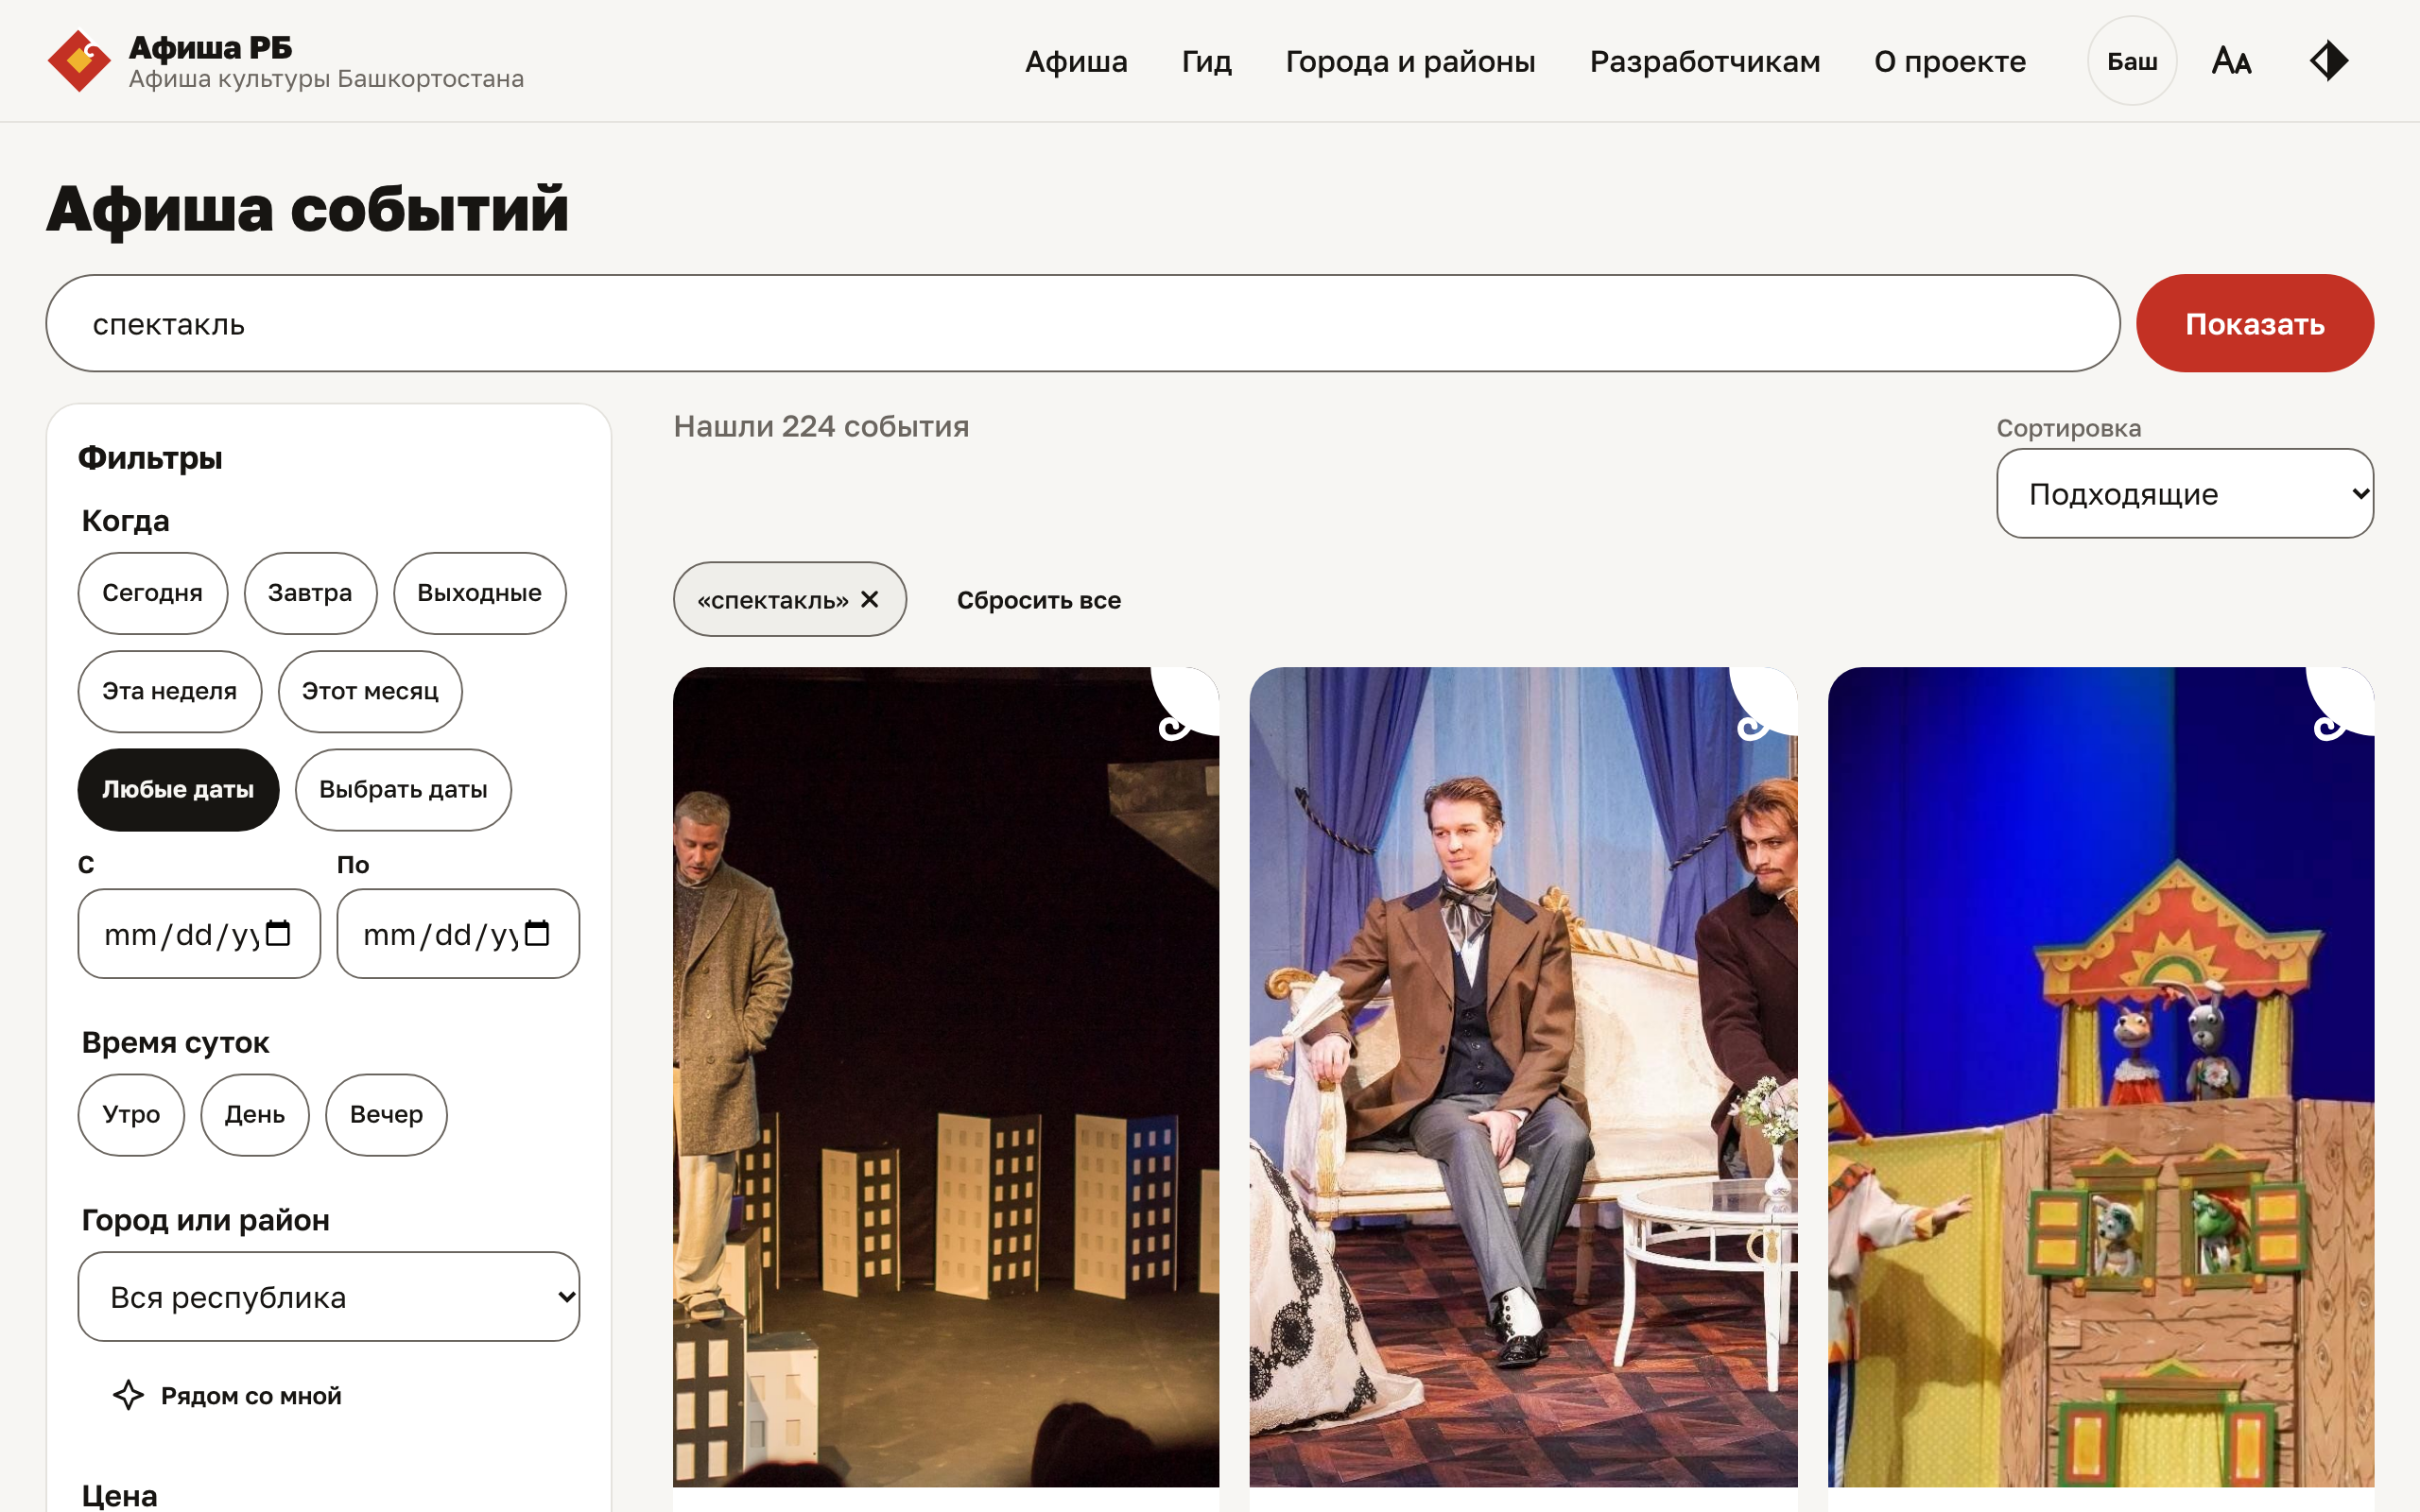 Афиша РБ
Афиша культуры Башкортостана
Афиша
Гид
Города и районы
Разработчикам
О проекте
Баш
АА
Афиша событий
спектакль
Показать
Фильтры
Когда
Сегодня
Завтра
Выходные
Эта неделя
Этот месяц
Любые даты
Выбрать даты
С
По
mm/dd/yy
mm/dd/yy
Время суток
Утро
День
Вечер
Город или район
Вся республика
Рядом со мной
Цена
Нашли 224 события
Сортировка
Подходящие
«спектакль»
Сбросить все